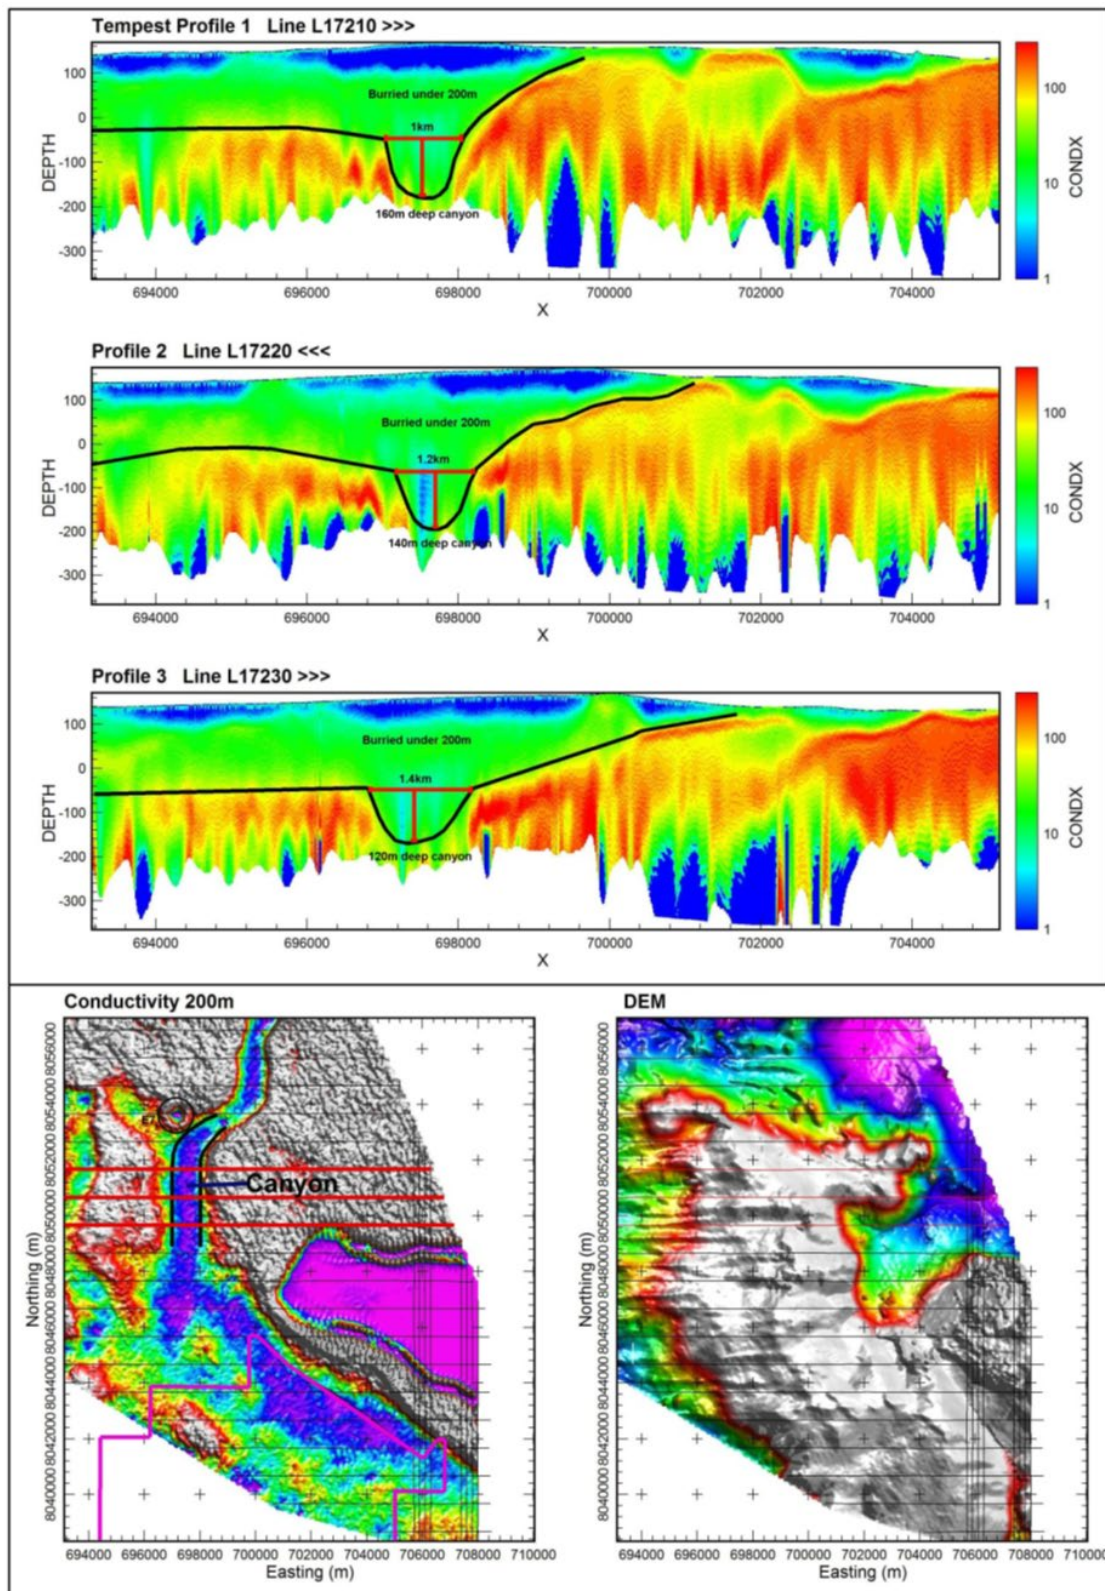 Tempest Profile 1 Line L17210 >>>
100
0
-100
-200
-300
DEPTH
Burried under 200m
1km
160m deep canyon
694000 696000 698000 700000 702000 704000
X
100
10
1
CONDX
Profile 2 Line L17220 <<<
100
0
-100
-200
-300
DEPTH
Burried under 200m
1.2km
140m deep canyon
694000 696000 698000 700000 702000 704000
X
100
10
1
CONDX
Profile 3 Line L17230 >>>
100
0
-100
-200
-300
DEPTH
Burried under 200m
1.4km
120m deep canyon
694000 696000 698000 700000 702000 704000
X
100
10
1
CONDX
Conductivity 200m
8056000
8054000
8052000
8050000
8048000
8046000
8044000
8042000
8040000
Northing (m)
Canyon
694000 696000 698000 700000 702000 704000 706000 708000 710000
Easting (m)
DEM
8056000
8054000
8052000
8050000
8048000
8046000
8044000
8042000
8040000
Northing (m)
694000 696000 698000 700000 702000 704000 706000 708000 710000
Easting (m)